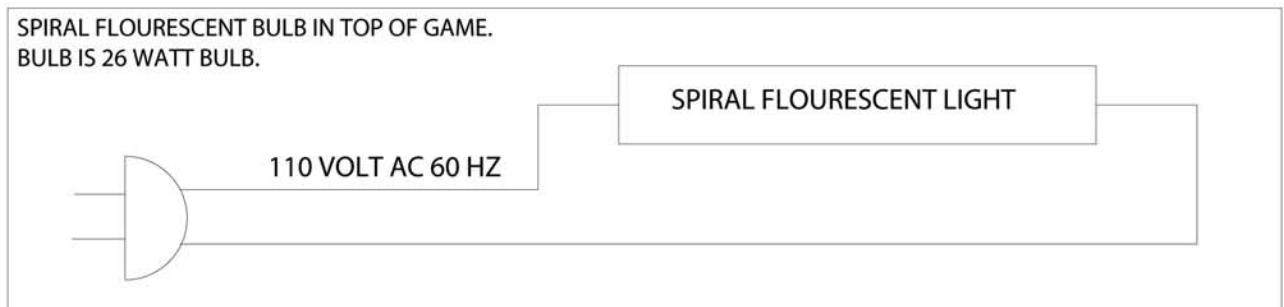 SPIRAL FLOURESCENT BULB IN TOP OF GAME.
BULB IS 26 WATT BULB.
SPIRAL FLOURESCENT LIGHT
110 VOLT AC 60 HZ